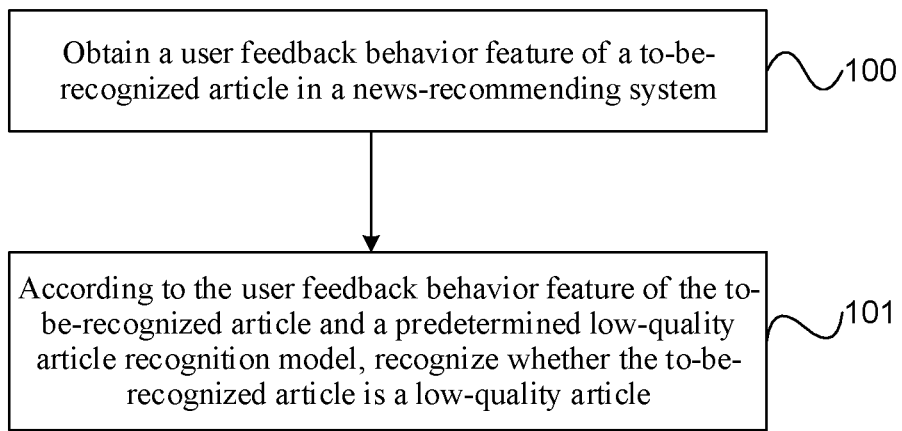 Obtain a user feedback behavior feature of a to-be-
recognized article in a news-recommending system
100
According to the user feedback behavior feature of the to-
be-recognized article and a predetermined low-quality
article recognition model, recognize whether the to-be-
recognized article is a low-quality article
101